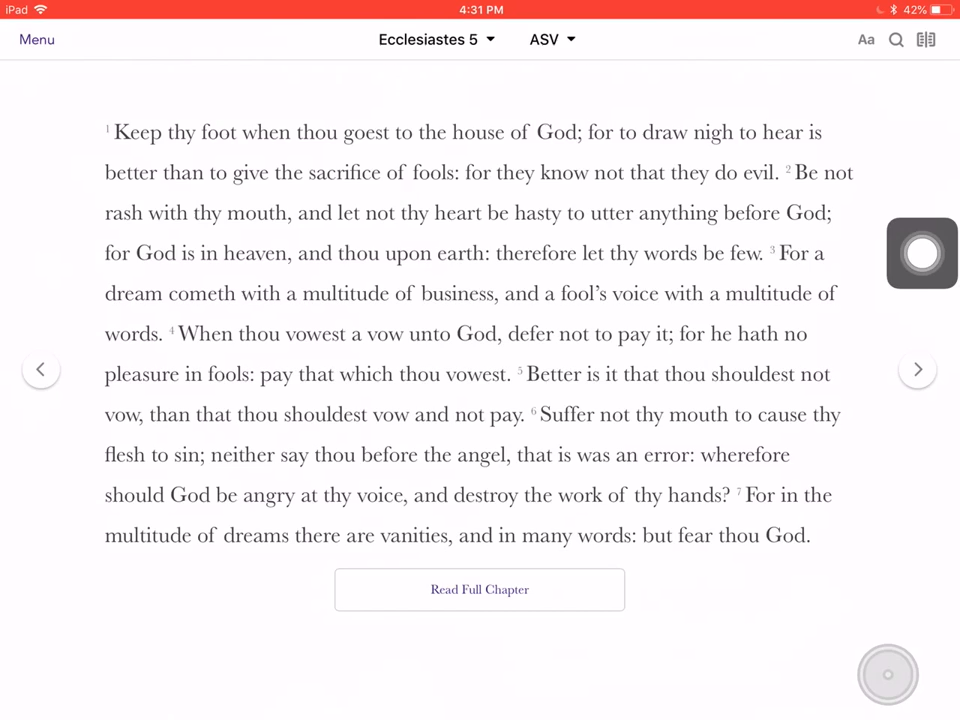 iPad 4:31 PM 42%
Menu Ecclesiastes 5 ASV Aa
1 Keep thy foot when thou goest to the house of God; for to draw nigh to hear is
better than to give the sacrifice of fools: for they know not that they do evil. 2 Be not
rash with thy mouth, and let not thy heart be hasty to utter anything before God;
for God is in heaven, and thou upon earth: therefore let thy words be few. 3 For a
dream cometh with a multitude of business, and a fool’s voice with a multitude of
words. 4 When thou vowest a vow unto God, defer not to pay it; for he hath no
pleasure in fools: pay that which thou vowest. 5 Better is it that thou shouldest not
vow, than that thou shouldest vow and not pay. 6 Suffer not thy mouth to cause thy
flesh to sin; neither say thou before the angel, that is was an error: wherefore
should God be angry at thy voice, and destroy the work of thy hands? 7 For in the
multitude of dreams there are vanities, and in many words: but fear thou God.
Read Full Chapter